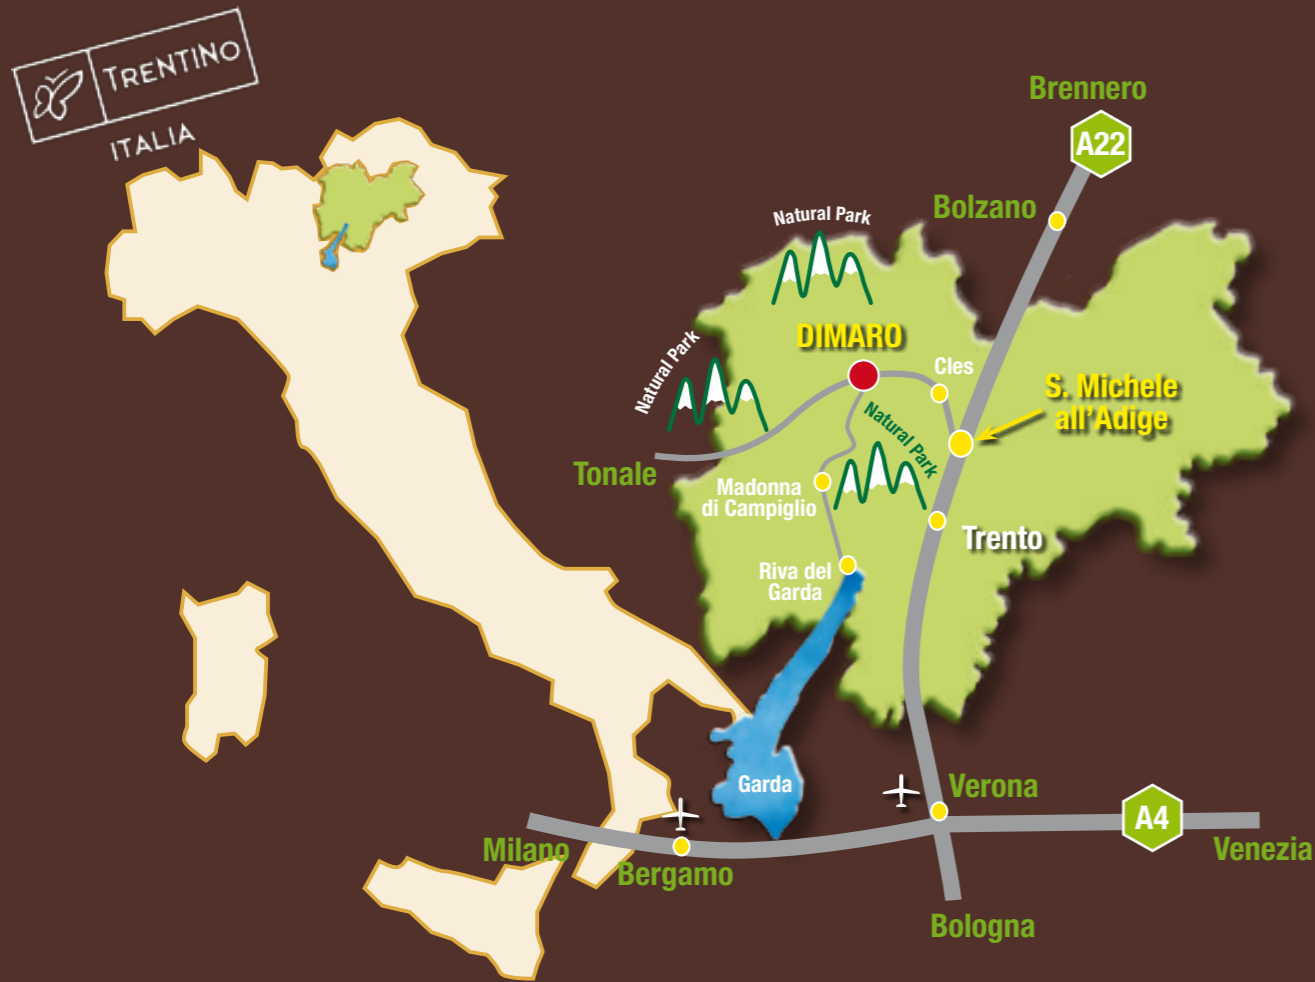 TRENTINO
ITALIA
Brennero
A22
Bolzano
Natural Park
DIMARO
Natural Park
Cles
S. Michele
all'Adige
Natural Park
Tonale
Madonna
di Campiglio
Trento
Riva del
Garda
Garda
Verona
A4
Milano
Venezia
Bergamo
Bologna